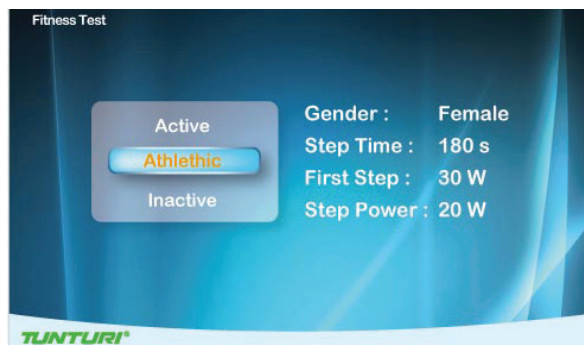 Fitness Test
Active
Athlethic
Inactive
Gender : Female
Step Time : 180 s
First Step : 30 W
Step Power : 20 W
TUNTURI®